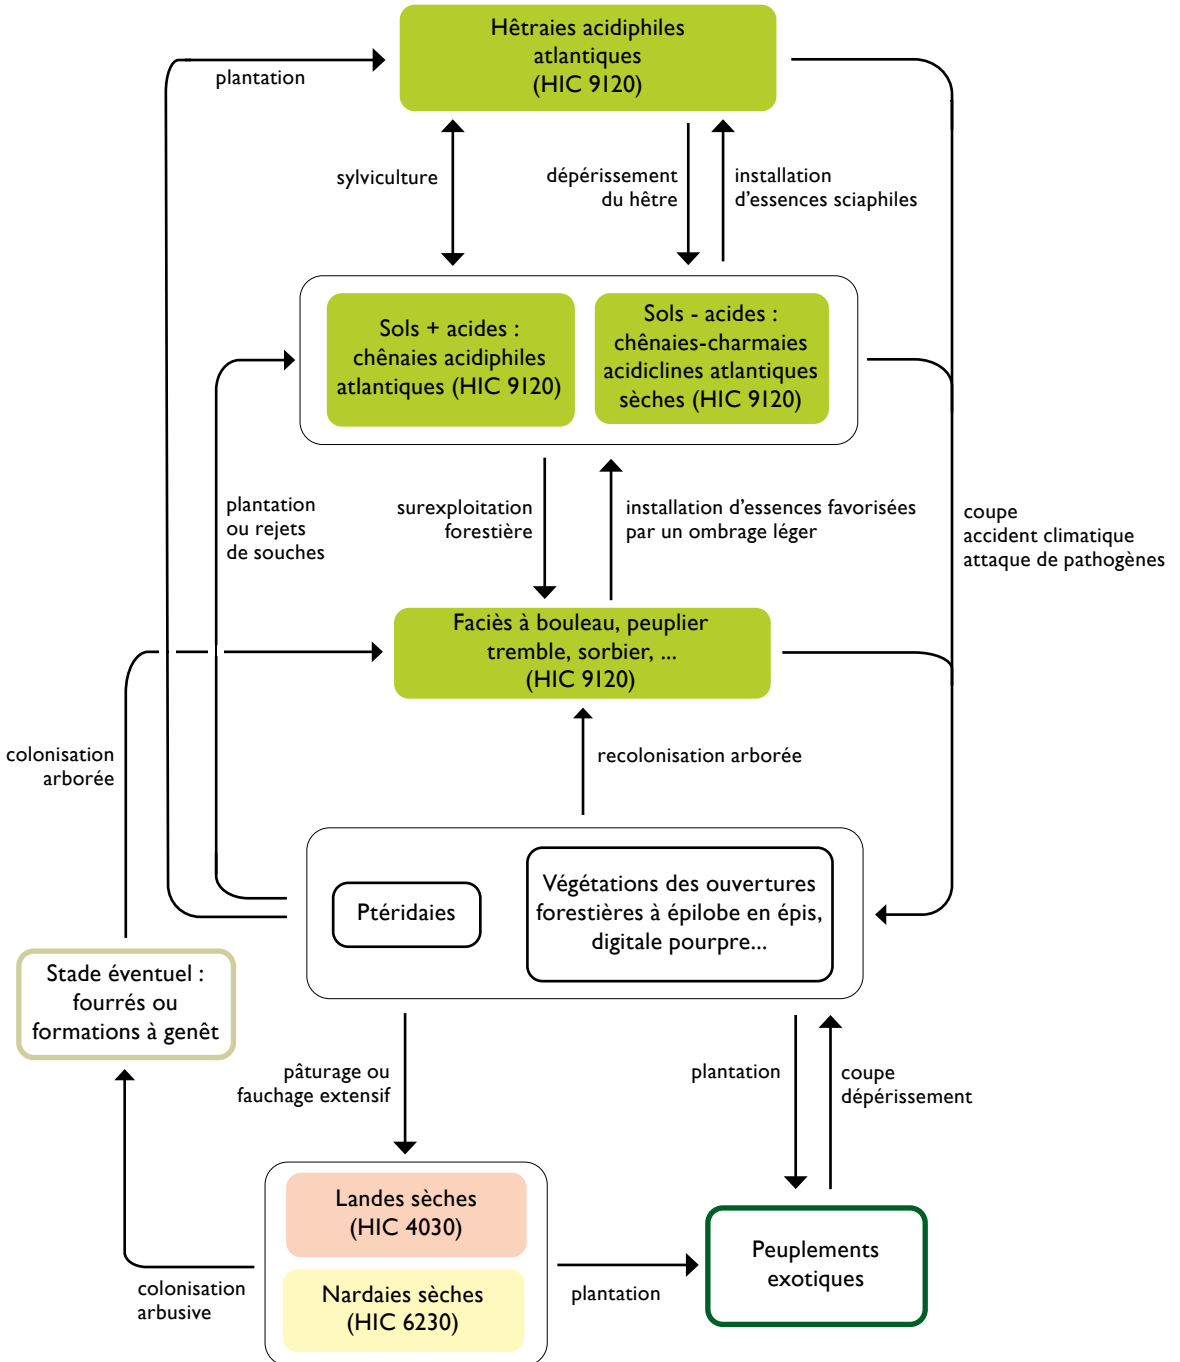 Hêtraies acidiphiles
atlantiques
(HIC 9120)
plantation
sylviculture
dépérissement
du hêtre
installation
d'essences sciaphiles
Sols + acides :
chênaies acidiphiles
atlantiques (HIC 9120)
Sols - acides :
chênaies-charmaies
acidiclines atlantiques
sèches (HIC 9120)
plantation
ou rejets
de souches
surexploitation
forestière
installation d'essences favorisées
par un ombrage léger
coupe
accident climatique
attaque de pathogènes
Faciès à bouleau, peuplier
tremble, sorbier, ...
(HIC 9120)
colonisation
arborée
recolonisation arborée
Ptéridaies
Végétations des ouvertures
forestières à épilobe en épis,
digitale pourpre...
Stade éventuel :
fourrés ou
formations à genêt
pâturage ou
fauchage extensif
plantation
coupe
dépérissement
Landes sèches
(HIC 4030)
Nardaies sèches
(HIC 6230)
colonisation
arbusive
plantation
Peuplements
exotiques